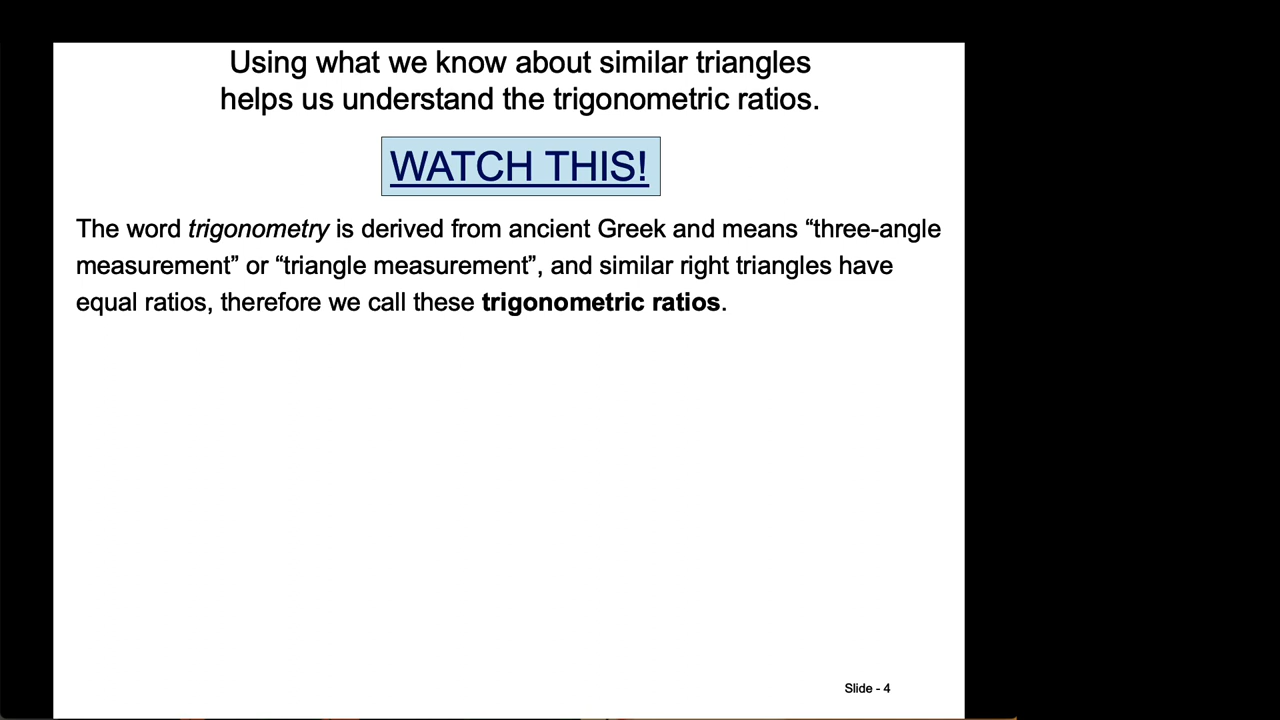 Using what we know about similar triangles
helps us understand the trigonometric ratios.
WATCH THIS!
The word trigonometry is derived from ancient Greek and means “three-angle
measurement” or “triangle measurement”, and similar right triangles have
equal ratios, therefore we call these trigonometric ratios.
Slide - 4